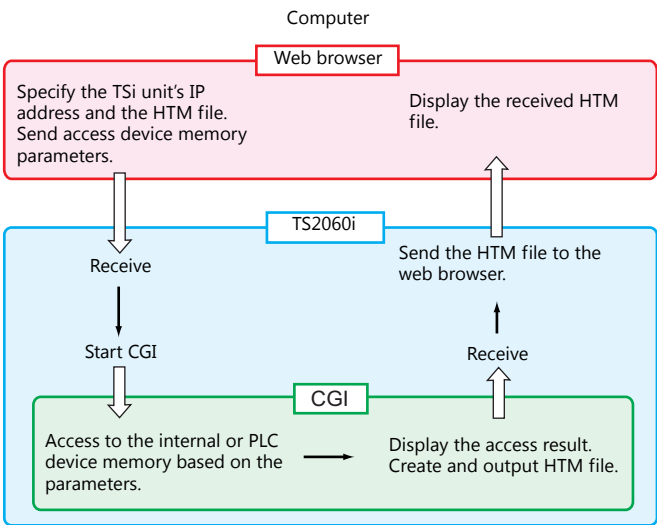 Computer
Web browser
Specify the TSi unit's IP
address and the HTM file.
Send access device memory
parameters.
Display the received HTM
file.
TS2060i
Receive
Send the HTM file to the
web browser.
Start CGI
Receive
CGI
Access to the internal or PLC
device memory based on the
parameters.
Display the access result.
Create and output HTM file.